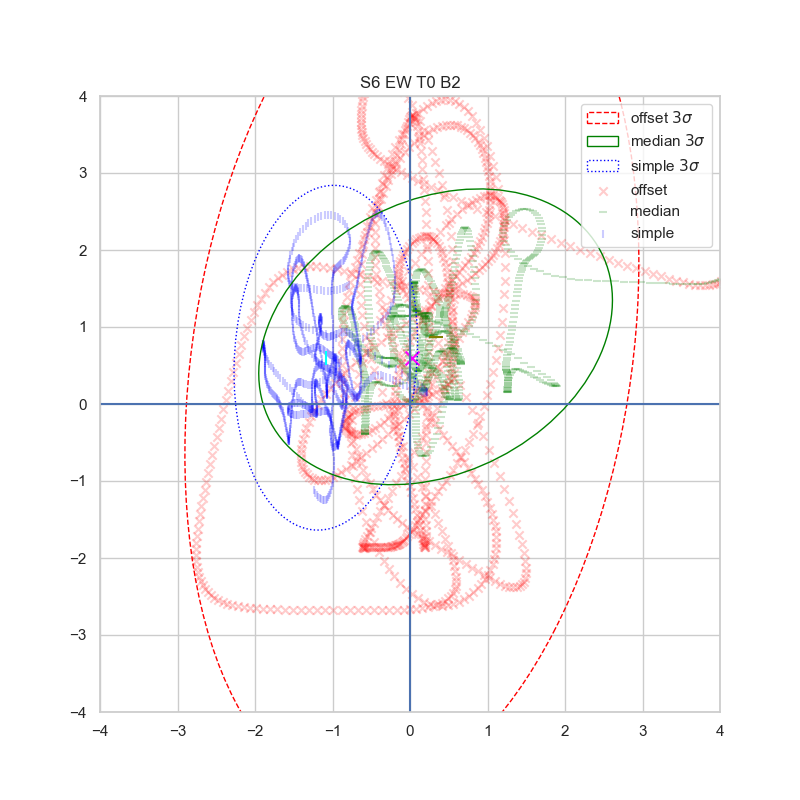 S6 EW T0 B2
offset 3σ
median 3σ
simple 3σ
offset
median
simple
4
3
2
1
0
−1
−2
−3
−4
−4 −3 −2 −1 0 1 2 3 4